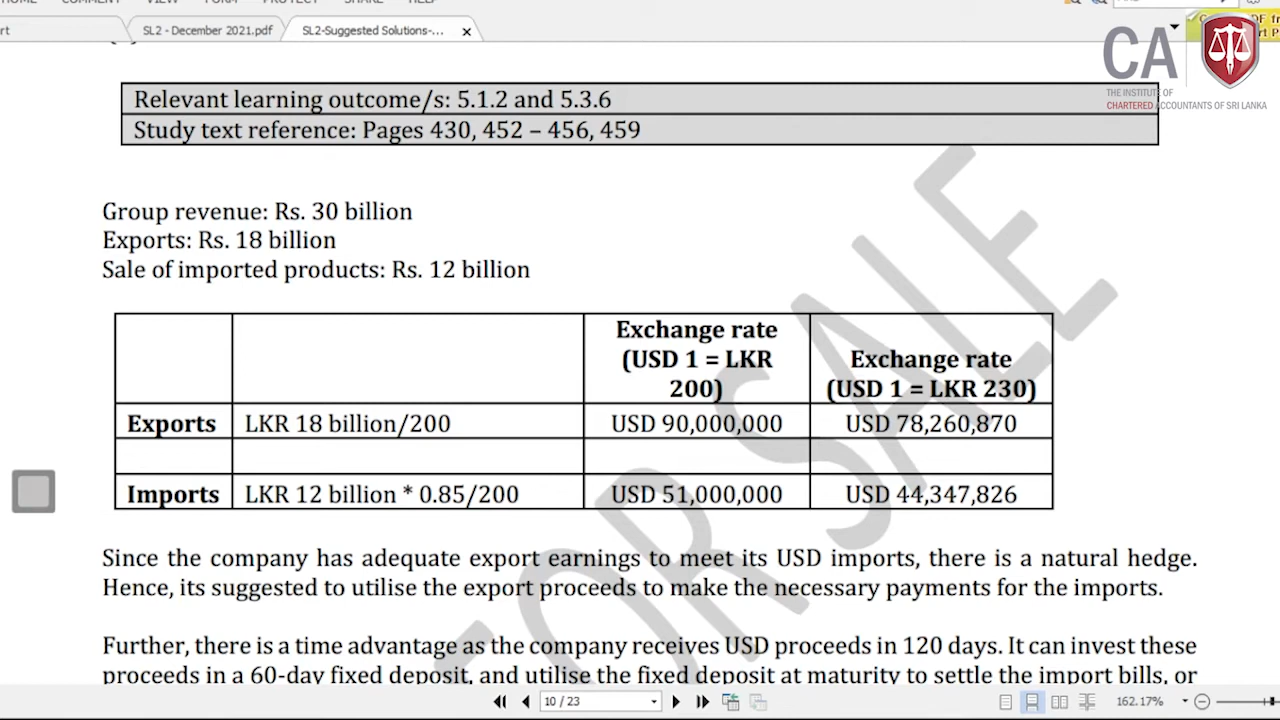 HOME COMMENT VIEW FORM PROTECT SHARE HELP
rt SL2 - December 2021.pdf SL2-Suggested Solutions-... ×
CA
THE INSTITUTE OF
CHARTERED ACCOUNTANTS OF SRI LANKA
Relevant learning outcome/s: 5.1.2 and 5.3.6
Study text reference: Pages 430, 452 – 456, 459
Group revenue: Rs. 30 billion
Exports: Rs. 18 billion
Sale of imported products: Rs. 12 billion
Exchange rate
(USD 1 = LKR
200)
Exchange rate
(USD 1 = LKR 230)
Exports LKR 18 billion/200 USD 90,000,000 USD 78,260,870
Imports LKR 12 billion * 0.85/200 USD 51,000,000 USD 44,347,826
Since the company has adequate export earnings to meet its USD imports, there is a natural hedge.
Hence, its suggested to utilise the export proceeds to make the necessary payments for the imports.
Further, there is a time advantage as the company receives USD proceeds in 120 days. It can invest these
proceeds in a 60-day fixed deposit, and utilise the fixed deposit at maturity to settle the import bills, or
FOR SALE
10 / 23
162.17%